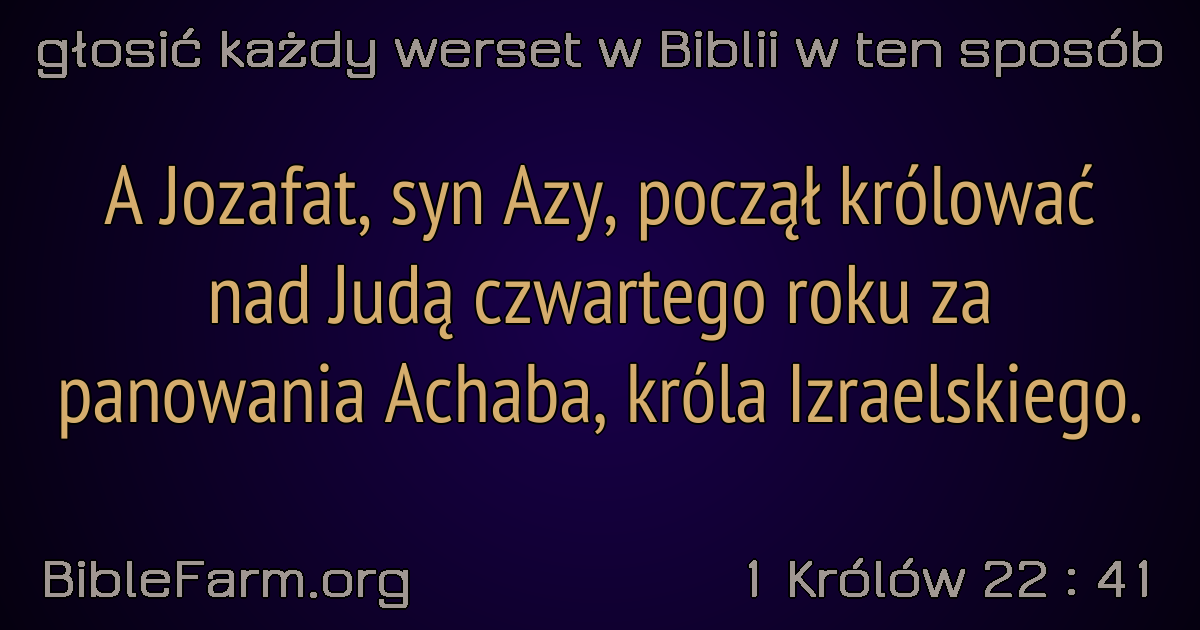 głosić każdy werset w Biblii w ten sposób
A Jozafat, syn Azy, począł królować
nad Judą czwartego roku za
panowania Achaba, króla Izraelskiego.
BibleFarm.org
1 Królów 22 : 41